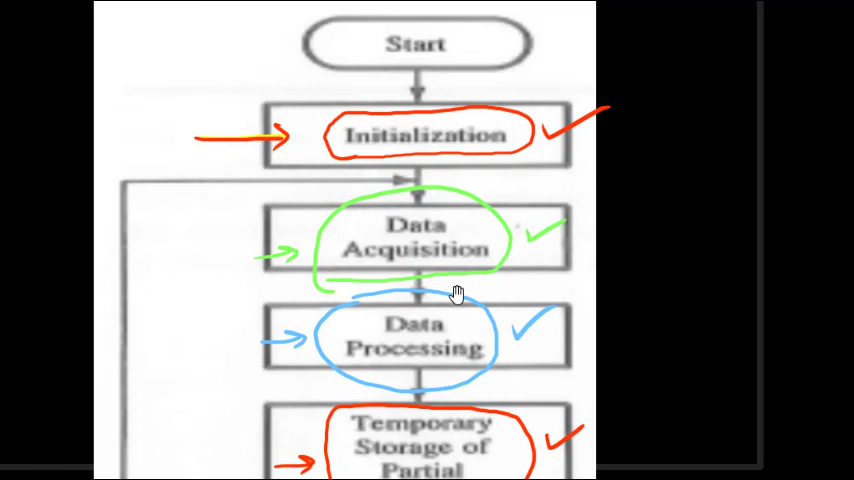 Start
Initialization
Data
Acquisition
Data
Processing
Temporary
Storage of
Partial